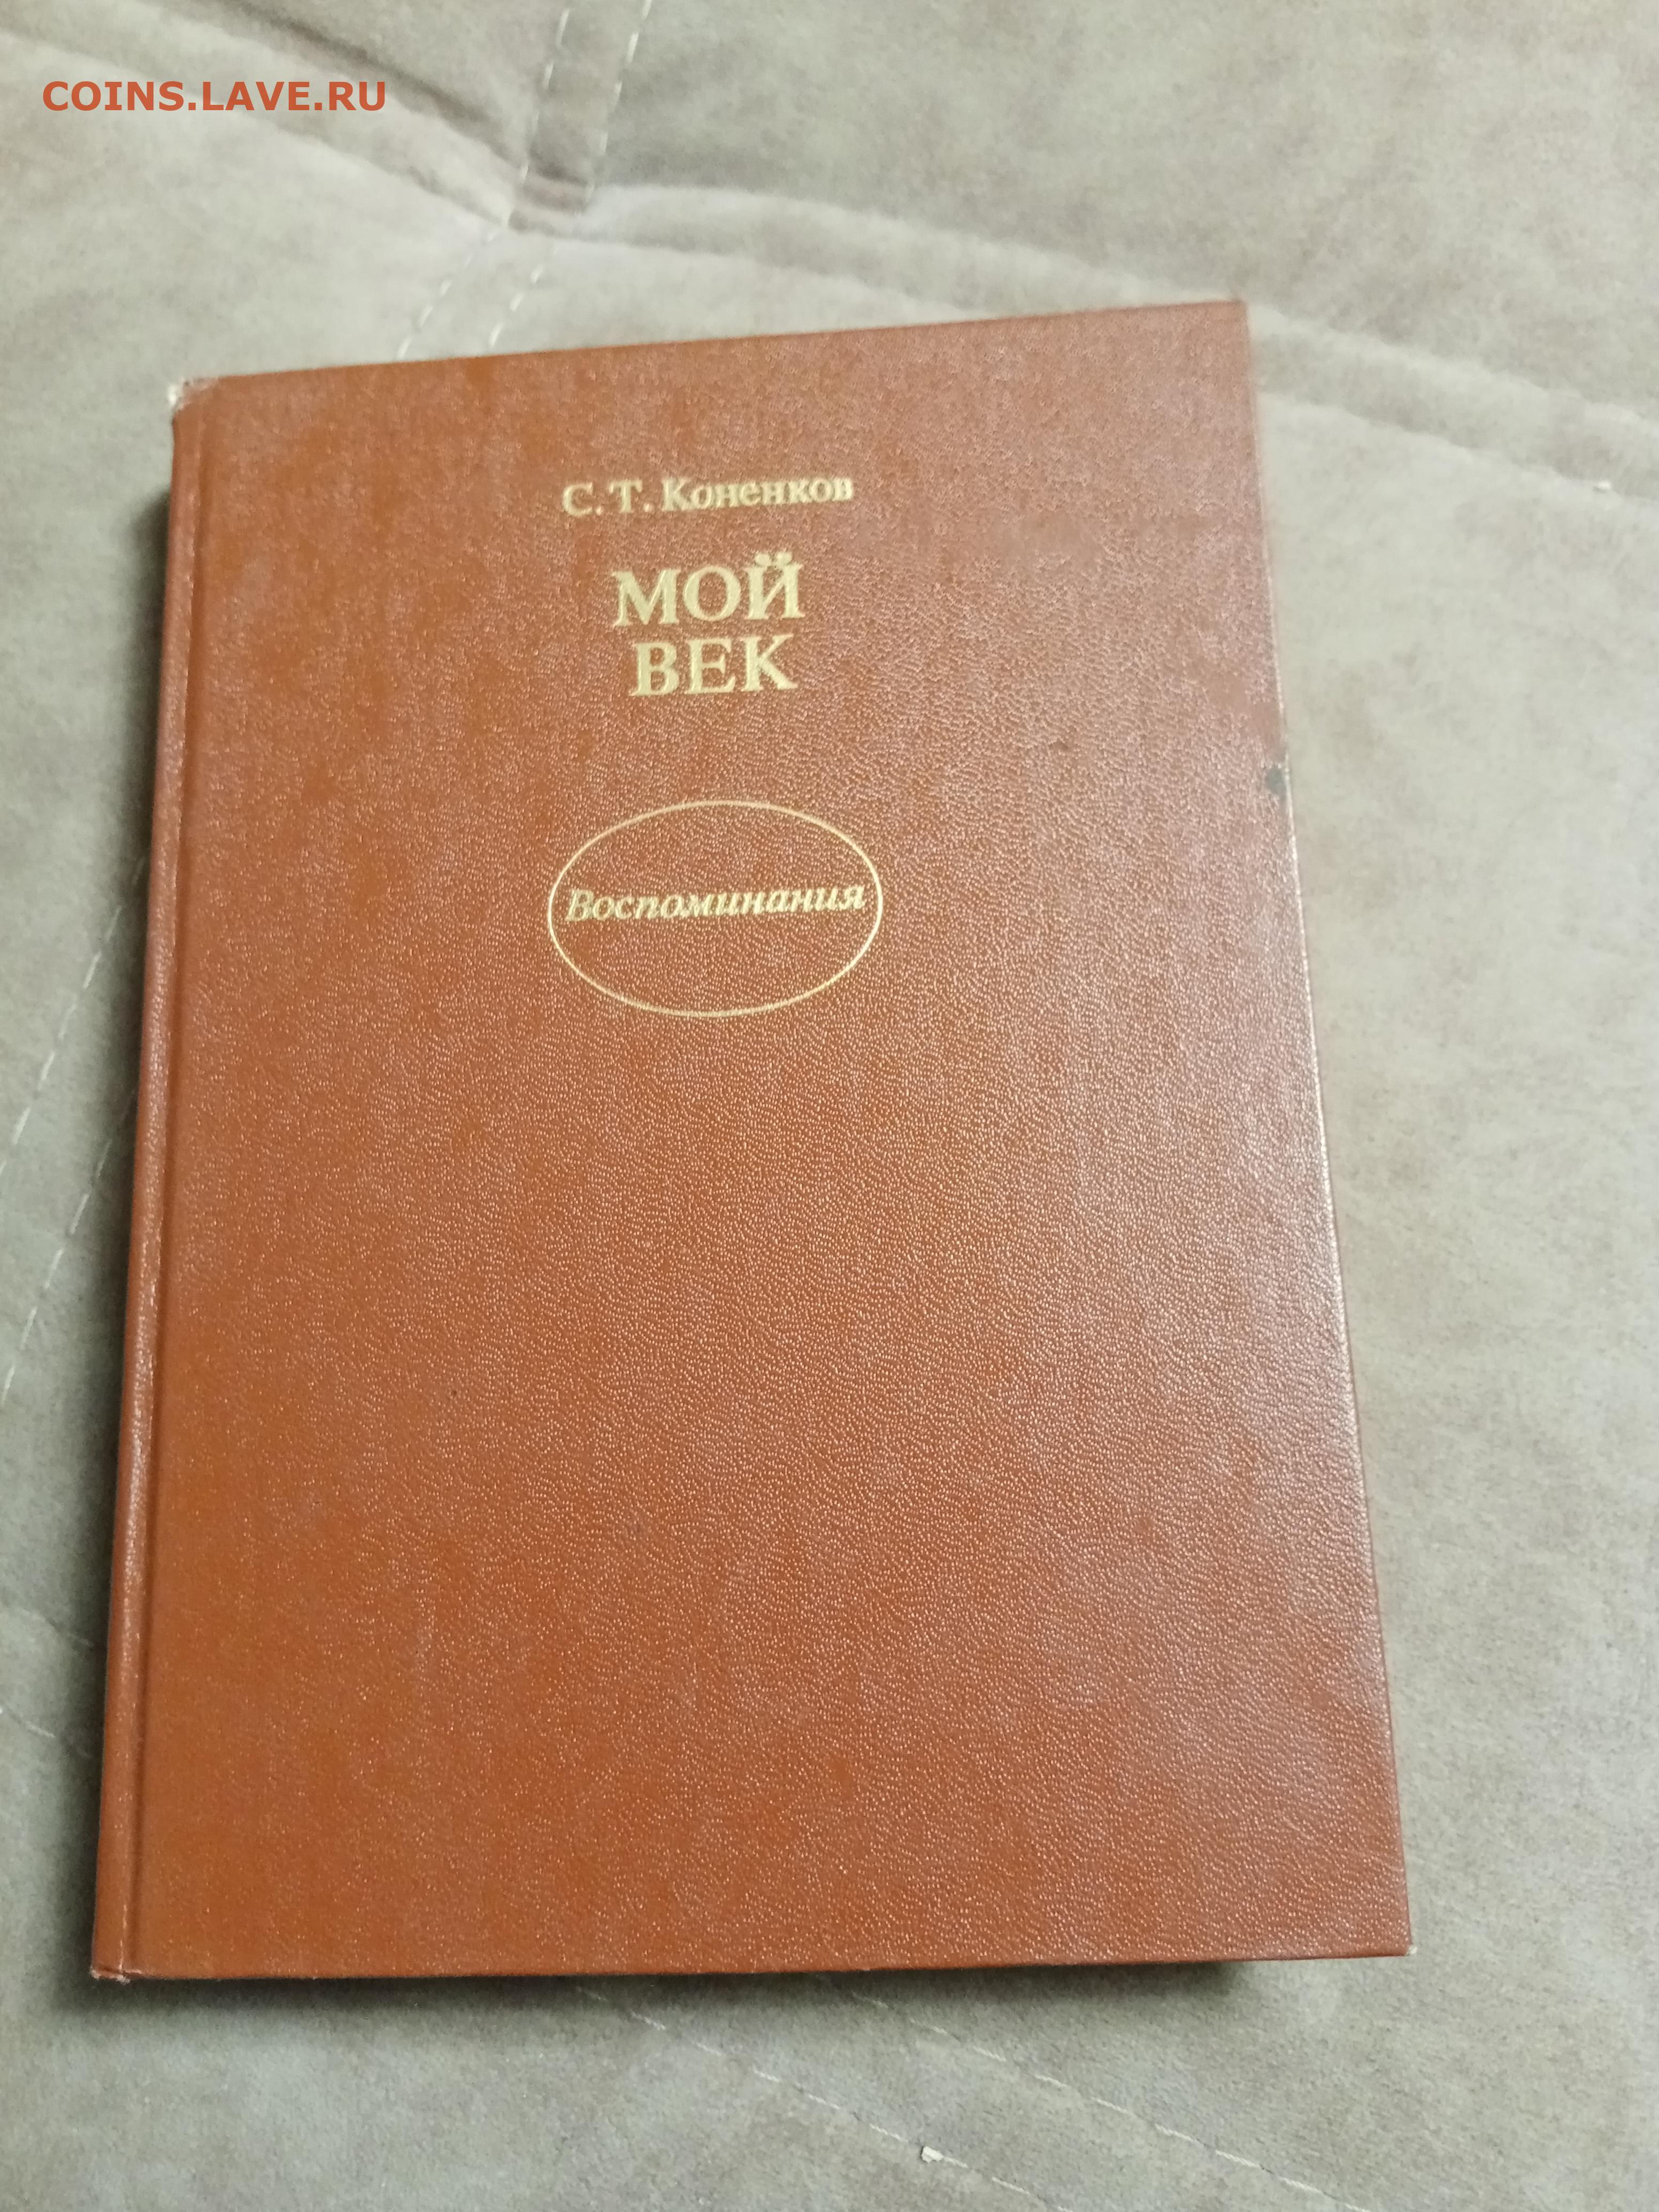 COINS.LAVE.RU
С. Т. Коненков
МОЙ
ВЕК
Воспоминания